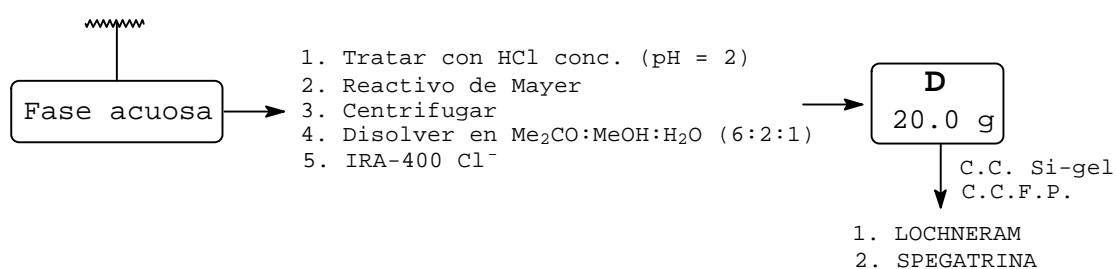 Fase acuosa
1. Tratar con HCl conc. (pH = 2)
2. Reactivo de Mayer
3. Centrifugar
4. Disolver en Me₂CO:MeOH:H₂O (6:2:1)
5. IRA-400 Cl⁻
D
20.0 g
C.C. Si-gel
C.C.F.P.
1. LOCHNERAM
2. SPEGATRINA